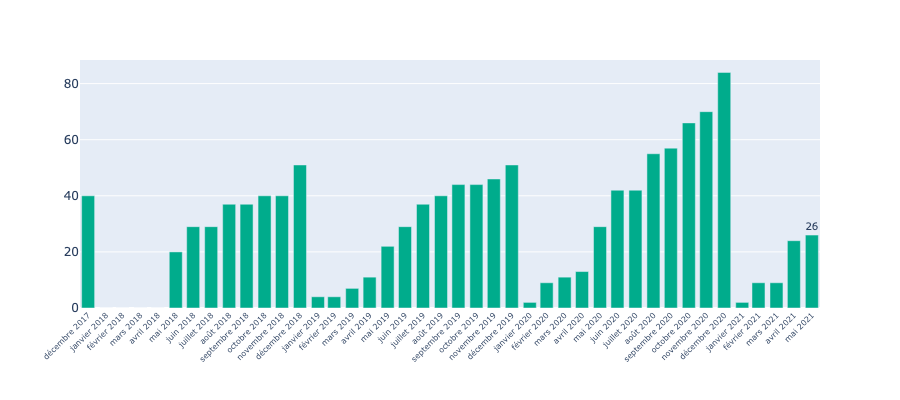 80
60
40
20
0
26
décembre 2017
janvier 2018
février 2018
mars 2018
avril 2018
mai 2018
juin 2018
juillet 2018
août 2018
septembre 2018
octobre 2018
novembre 2018
décembre 2018
janvier 2019
février 2019
mars 2019
avril 2019
mai 2019
juin 2019
juillet 2019
août 2019
septembre 2019
octobre 2019
novembre 2019
décembre 2019
janvier 2020
février 2020
mars 2020
avril 2020
mai 2020
juin 2020
juillet 2020
août 2020
septembre 2020
octobre 2020
novembre 2020
décembre 2020
janvier 2021
février 2021
mars 2021
avril 2021
mai 2021